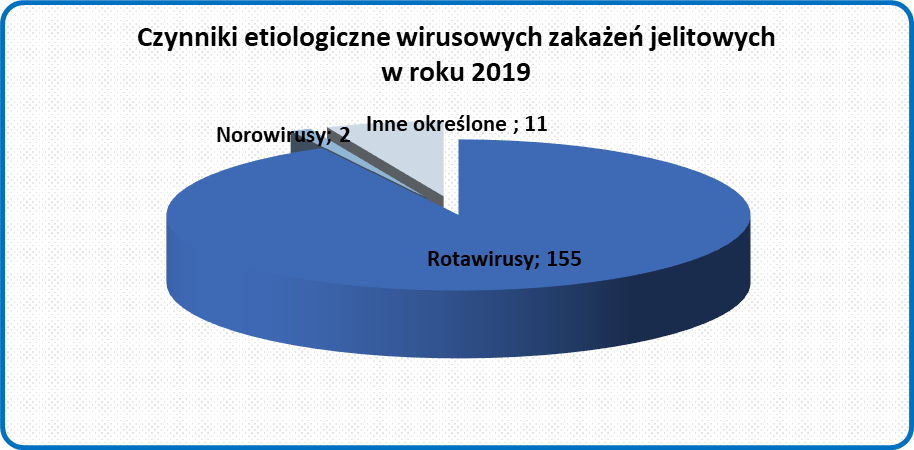 Czynniki etiologiczne wirusowych zakażeń jelitowych
w roku 2019
Norowirusy; 2
Inne określone ; 11
Rotawirusy; 155